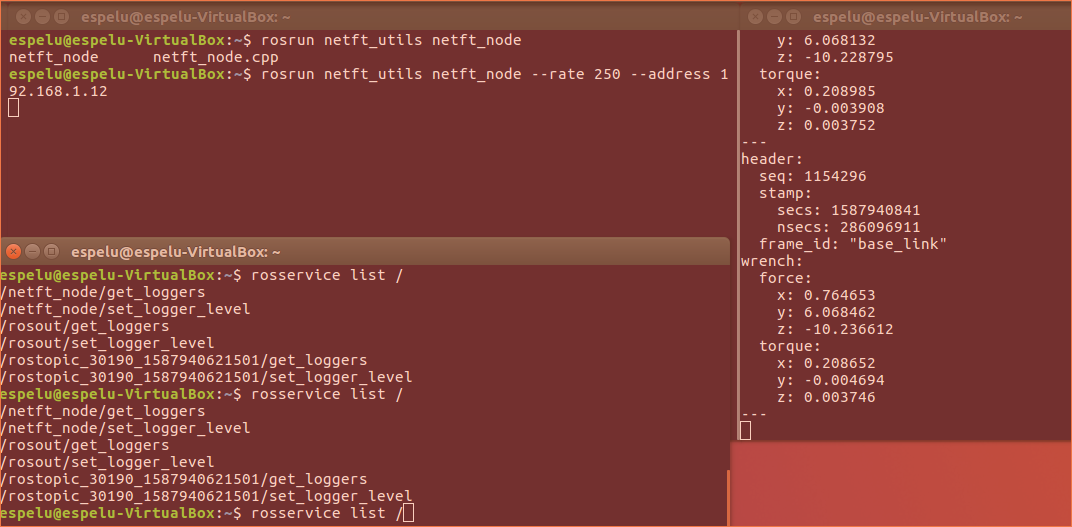 espelu@espelu-VirtualBox: ~
espelu@espelu-VirtualBox:~$ rosrun netft_utils netft_node
netft_node      netft_node.cpp
espelu@espelu-VirtualBox:~$ rosrun netft_utils netft_node --rate 250 --address 1
92.168.1.12
espelu@espelu-VirtualBox: ~
espelu@espelu-VirtualBox:~$ rosservice list /
/netft_node/get_loggers
/netft_node/set_logger_level
/rosout/get_loggers
/rosout/set_logger_level
/rostopic_30190_1587940621501/get_loggers
/rostopic_30190_1587940621501/set_logger_level
espelu@espelu-VirtualBox:~$ rosservice list /
/netft_node/get_loggers
/netft_node/set_logger_level
/rosout/get_loggers
/rosout/set_logger_level
/rostopic_30190_1587940621501/get_loggers
/rostopic_30190_1587940621501/set_logger_level
espelu@espelu-VirtualBox:~$ rosservice list /
espelu@espelu-VirtualBox: ~
    y: 6.068132
    z: -10.228795
  torque:
    x: 0.208985
    y: -0.003908
    z: 0.003752
---
header:
  seq: 1154296
  stamp:
    secs: 1587940841
    nsecs: 286096911
  frame_id: "base_link"
wrench:
  force:
    x: 0.764653
    y: 6.068462
    z: -10.236612
  torque:
    x: 0.208652
    y: -0.004694
    z: 0.003746
---